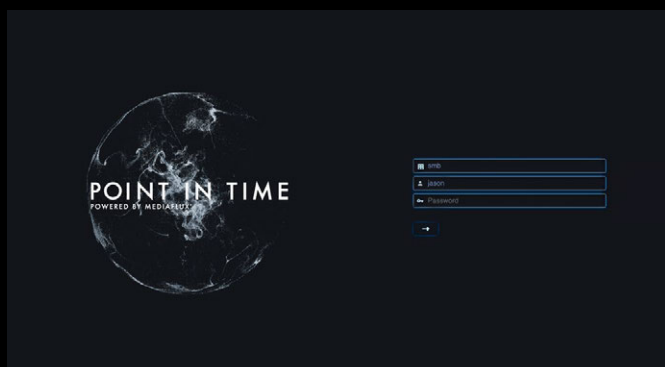 POINT IN TIME
POWERED BY MEDIAFLUX
smb
jason
Password